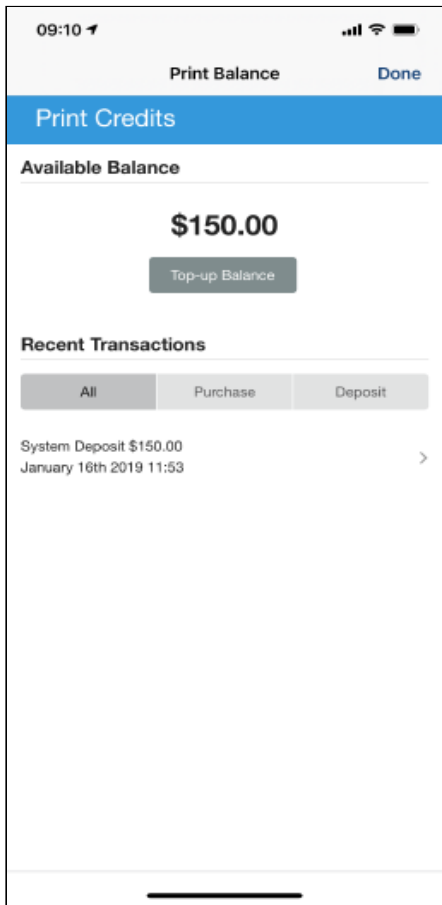 09:10
Print Balance
Done
Print Credits
Available Balance
$150.00
Top-up Balance
Recent Transactions
All
Purchase
Deposit
System Deposit $150.00
January 16th 2019 11:53